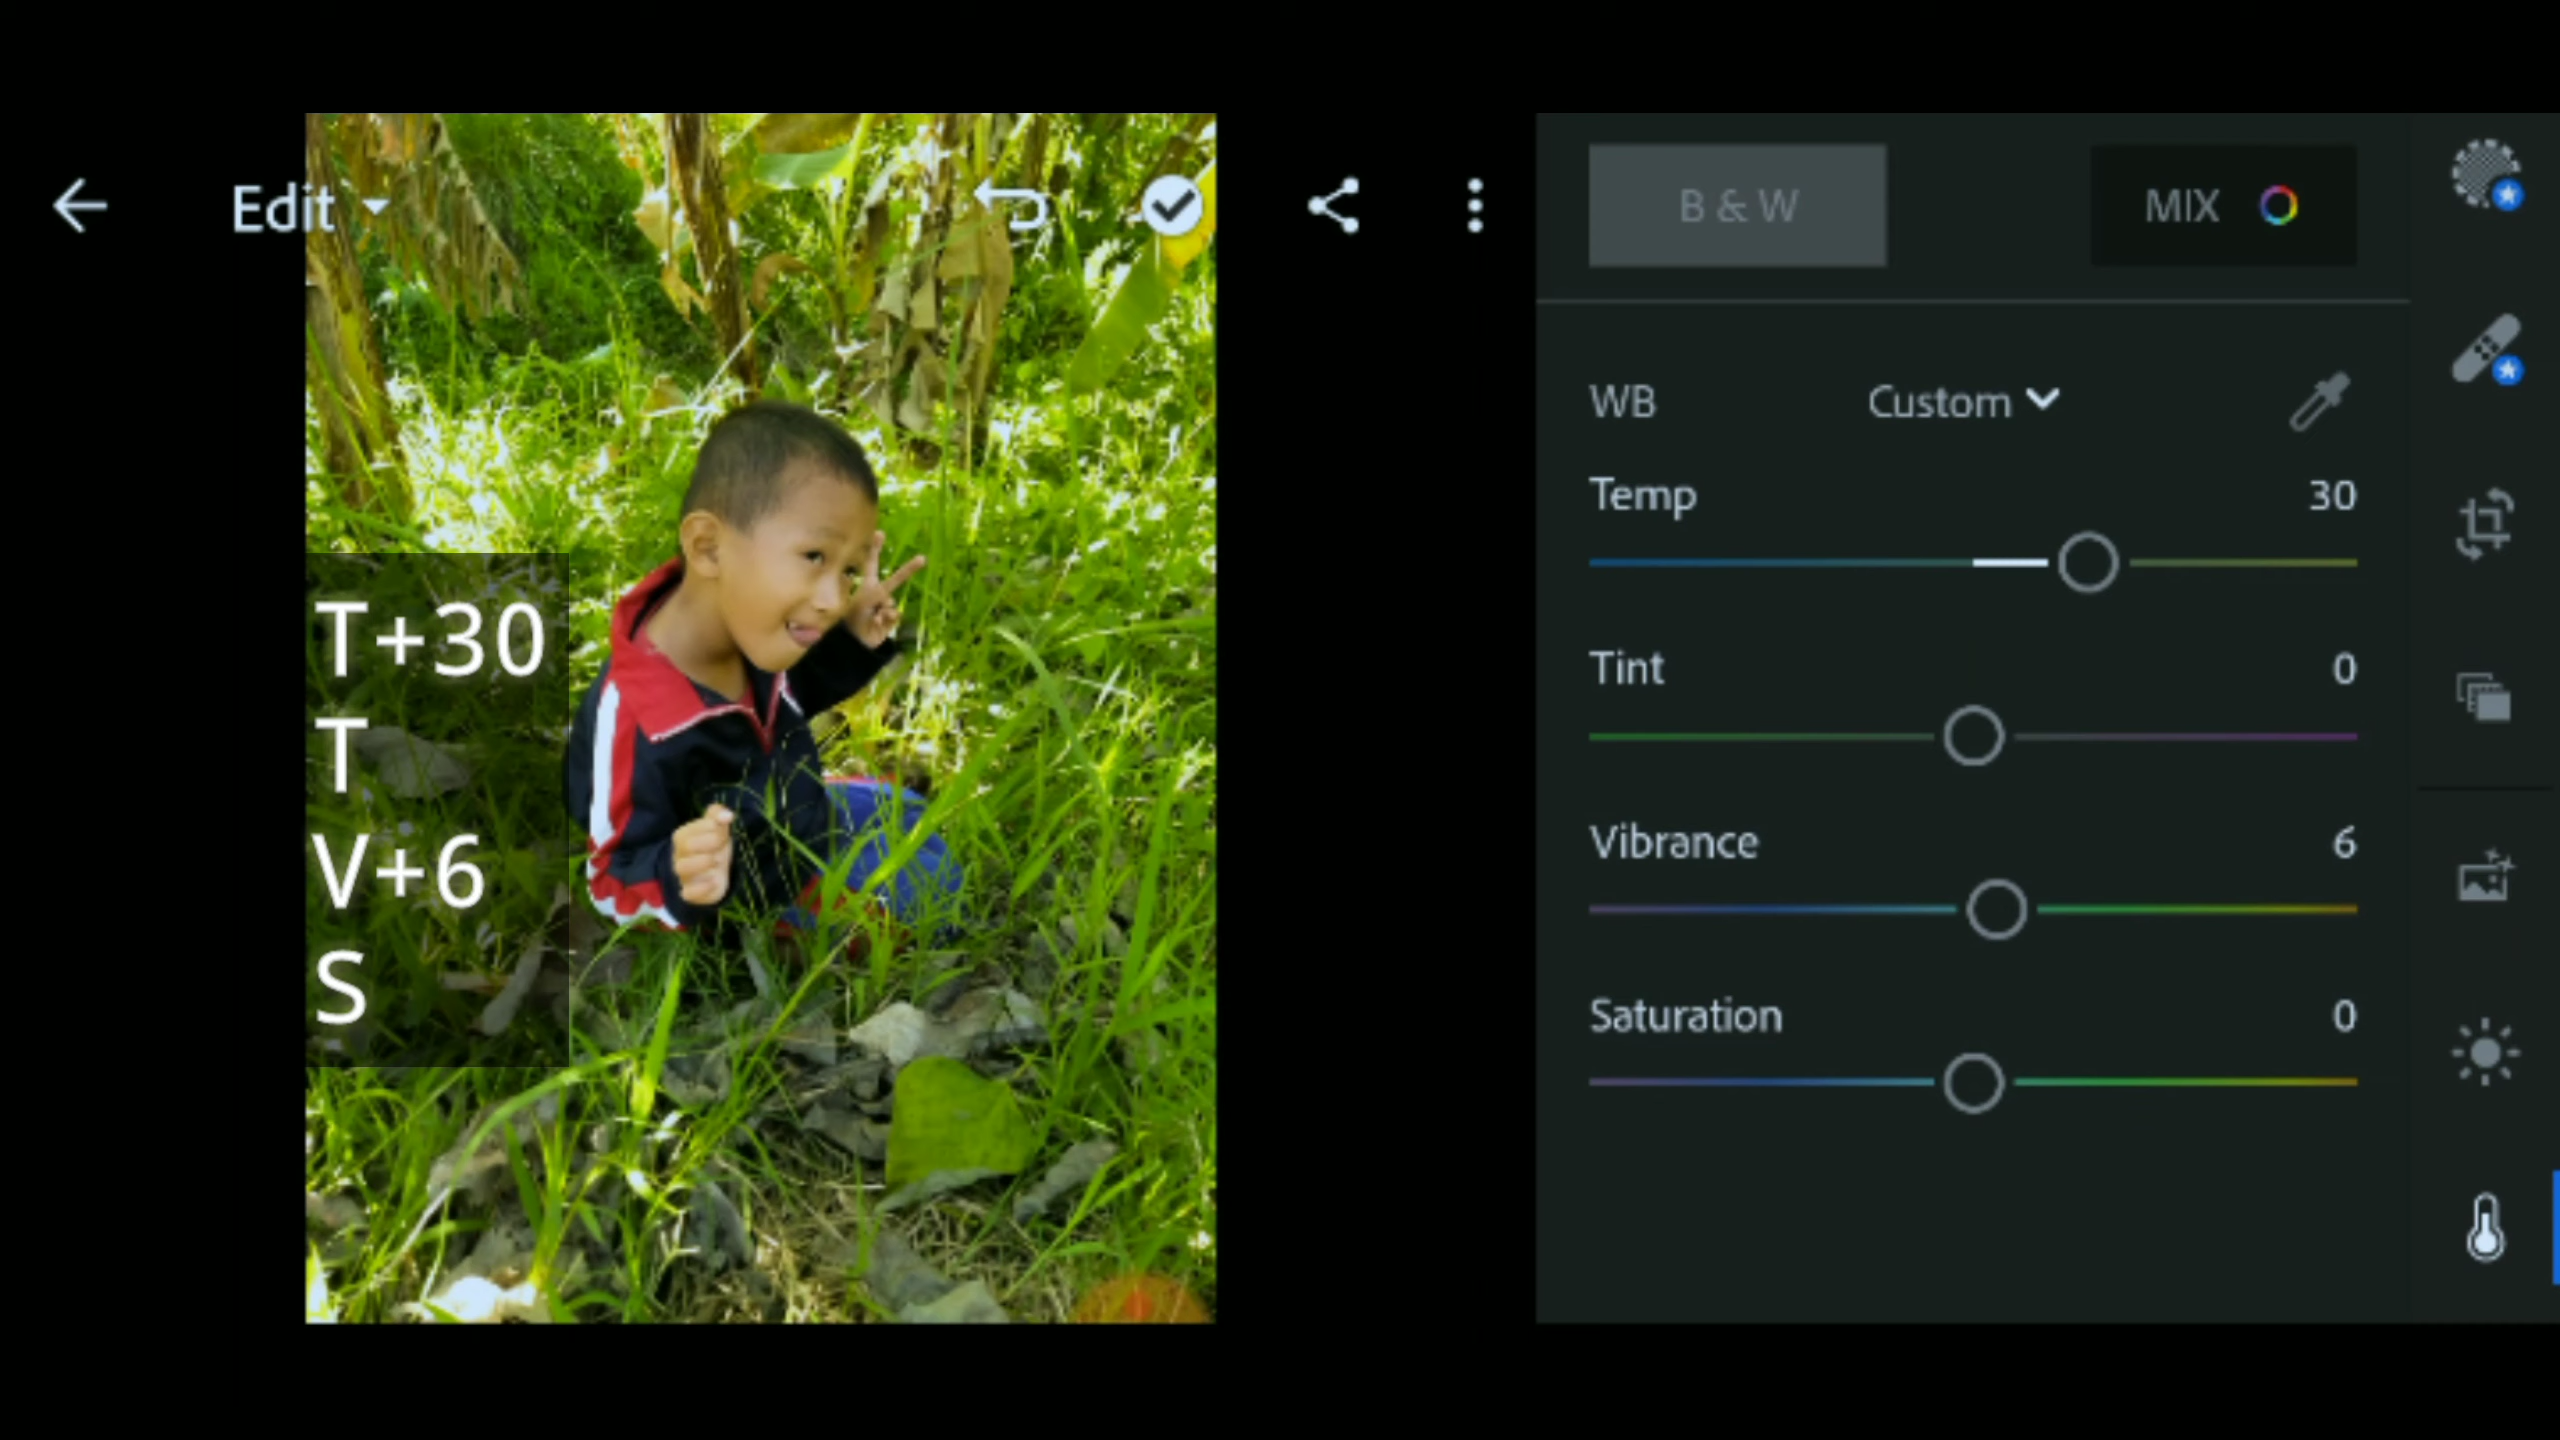 Edit
B & W
MIX
WB
Custom
Temp
30
Tint
0
Vibrance
6
Saturation
0
T+30
T
V+6
S